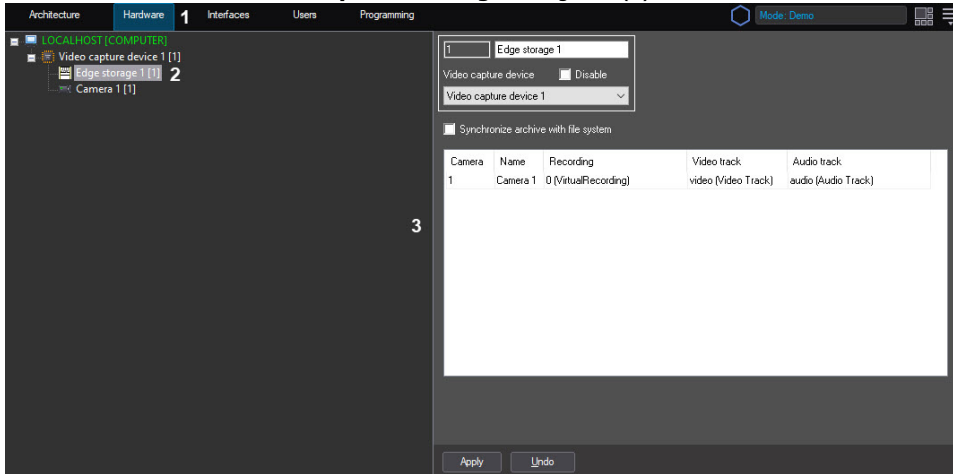 Architecture Hardware 1 Interfaces Users Programming Mode: Demo
LOCALHOST [COMPUTER]
Video capture device 1 [1]
Edge storage 1 [1] 2
Camera 1 [1]
3
1 Edge storage 1
Video capture device Disable
Video capture device 1
Synchronize archive with file system
Camera Name Recording Video track Audio track
1 Camera 1 0 (VirtualRecording) video (Video Track) audio (Audio Track)
Apply Undo